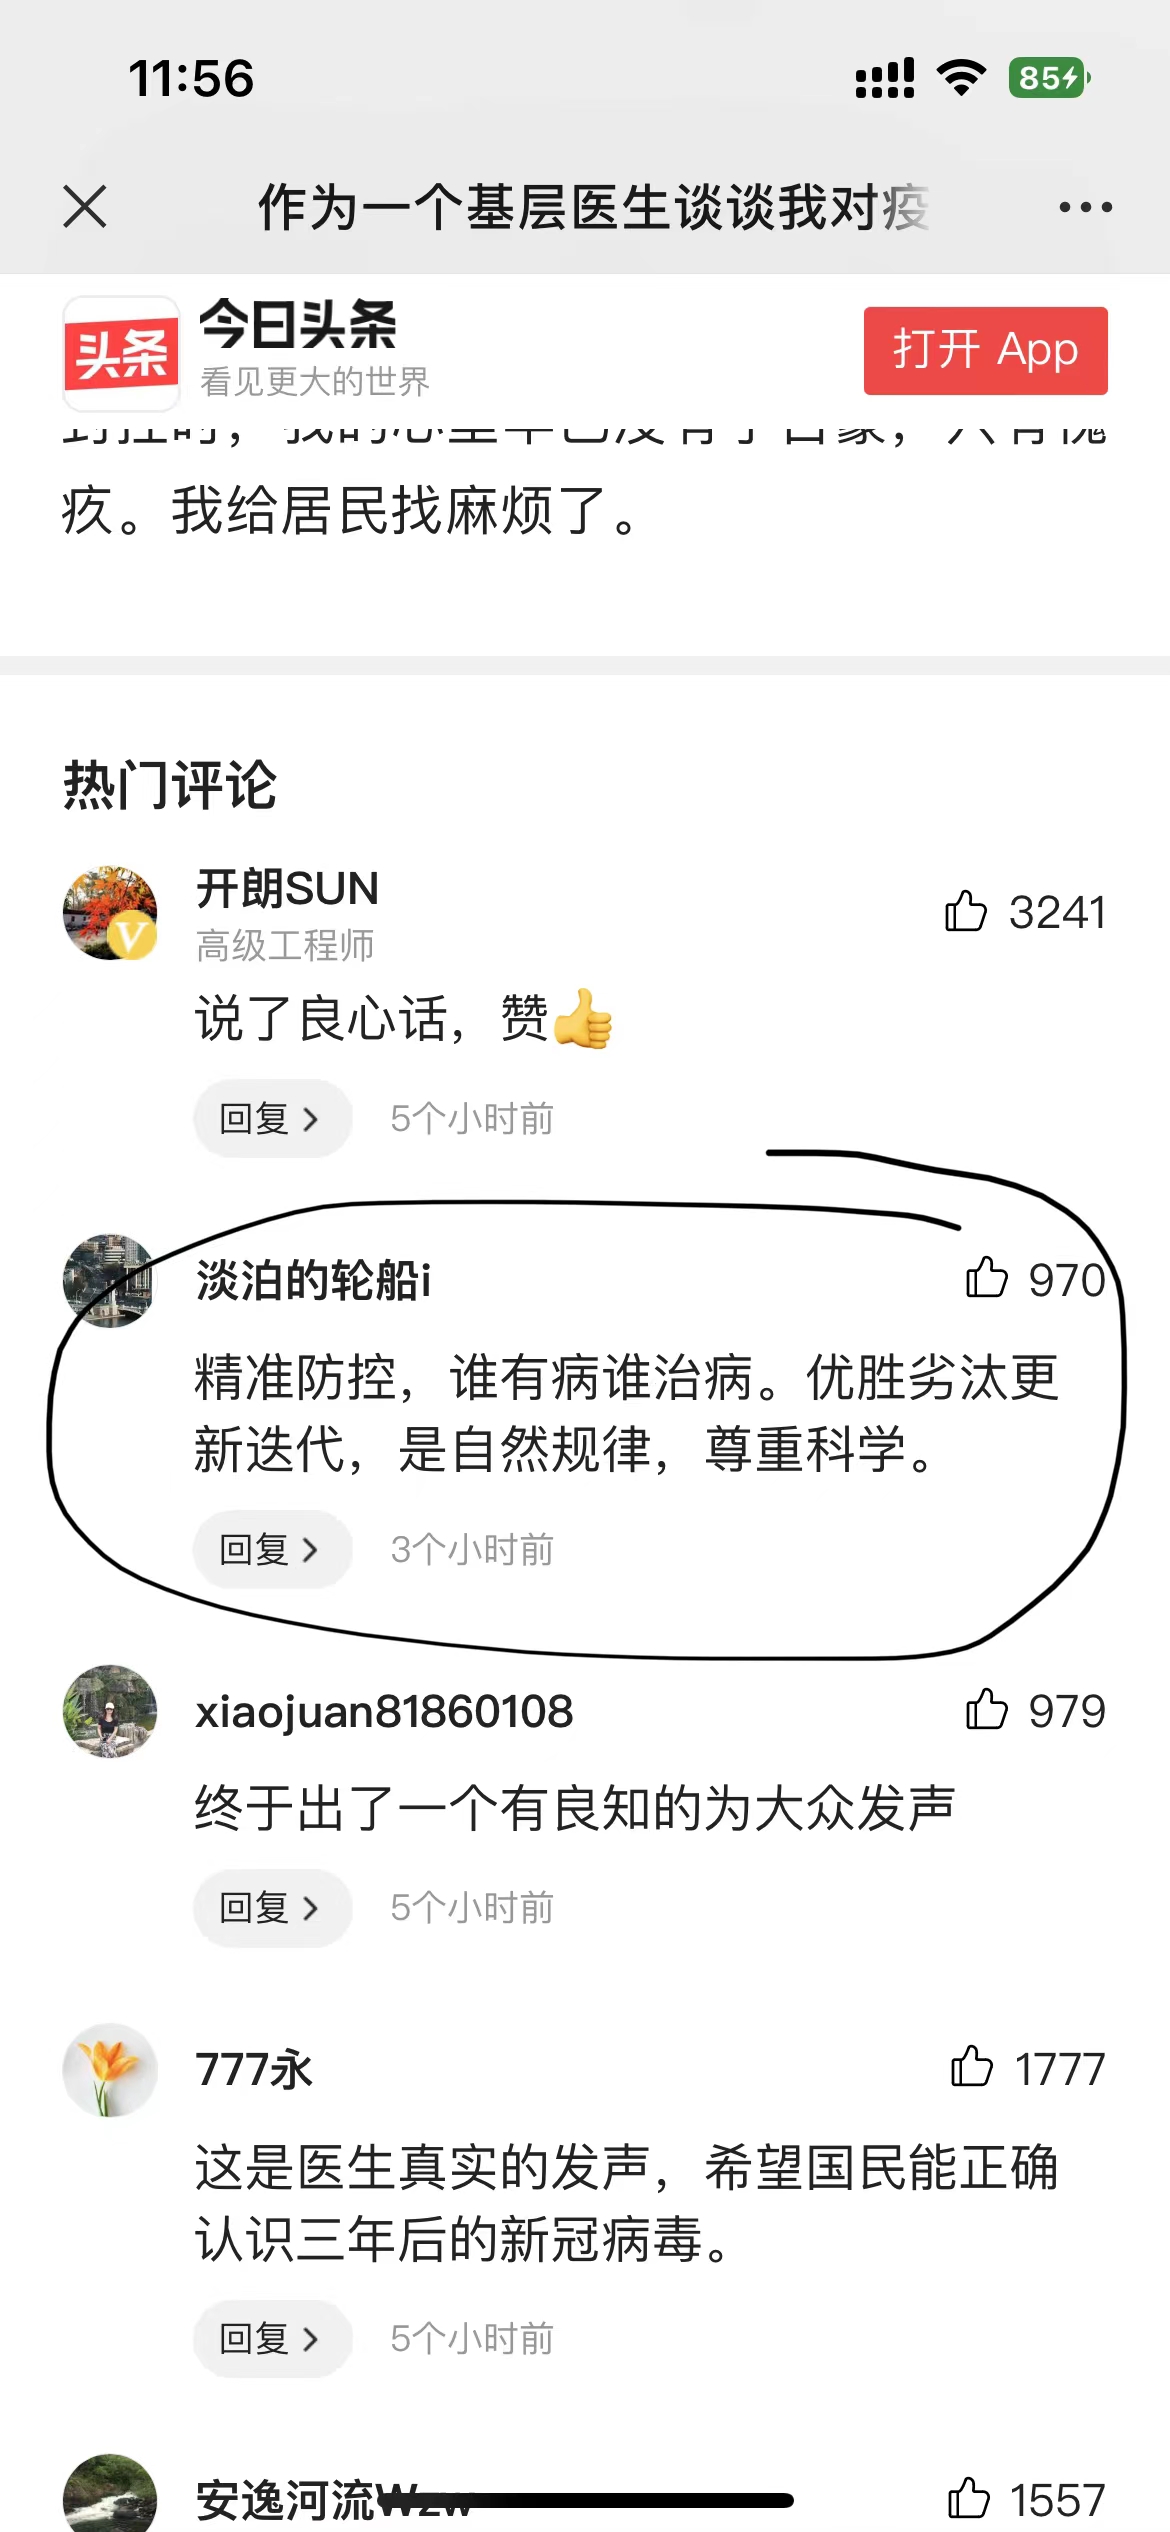 11:56
85
作为一个基层医生谈谈我对疫
头条
今日头条
看见更大的世界
打开 App
疚。我给居民找麻烦了。
热门评论
开朗SUN
3241
高级工程师
V
说了良心话，赞👍
回复 >
5个小时前
淡泊的轮船i
970
精准防控，谁有病谁治病。优胜劣汰更
新迭代，是自然规律，尊重科学。
回复 >
3个小时前
xiaojuan81860108
979
终于出了一个有良知的为大众发声
回复 >
5个小时前
777永
1777
这是医生真实的发声，希望国民能正确
认识三年后的新冠病毒。
回复 >
5个小时前
安逸河流Wzw
1557